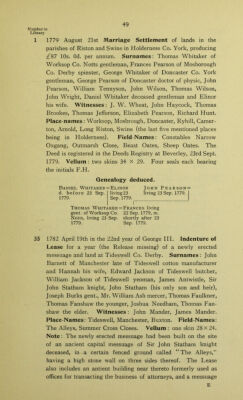 49
Number in
Library
1 1779 August 21st Marriage Settlement of lands in the
parishes of Riston and Swine in Holderness Co. York, producing
£87 10s. 0d. per annum. Surnames: Thomas Whitaker of
Worksop Co. Notts gentleman, Frances Pearson of Mosborough
Co. Derby spinster, George Whitaker of Doncaster Co. York
gentleman, George Pearson of Doncaster doctor of physic, John
Pearson, William Tennyson, John Wilson, Thomas Wilson,
John Wright, Daniel Whitaker deceased gentleman and Elinor
his wife. Witnesses: J. W. Wheat, John Haycock, Thomas
Brookes, Thomas Jefferson, Elizabeth Pearson, Richard Hunt.
Place-names: Worksop, Mosbrough, Doncaster, Ryhill, Camer-
ton, Arnold, Long Riston, Swine (the last five mentioned places
being in Holderness). Field-Names: Constables Narrow
Ongang, Outmarsh Close, Beast Gates, Sheep Gates. The
Deed is registered in the Deeds Registry at Beverley, 23rd Sept.
1779. Vellum: two skins 34 × 29. Four seals each bearing
the initials F.H.
Genealogy deduced.
Daniel Whitaker=Elinor John Pearson=
d. before 21 Sep. living 21 living 23 Sep. 1779.
1779. Sep. 1779.
Thomas Whitaker=Frances living
gent. of Worksop Co. 22 Sep. 1779, m.
Notts, living 21 Sep. shortly after 23
1779. Sep. 1779.
35 1782 April 19th in the 22nd year of George III. Indenture of
Lease for a year (the Release missing) of a newly erected
messuage and land at Tideswell Co. Derby. Surnames: John
Barnett of Manchester late of Tideswell cotton manufacturer
and Hannah his wife, Edward Jackson of Tideswell butcher,
William Jackson of Tideswell yeoman, James Antwisle, Sir
John Statham knight, John Statham (his only son and heir),
Joseph Burks gent., Mr. William Ash mercer, Thomas Faulkner,
Thomas Fanshaw the younger, Joshua Needham, Thomas Fan-
shaw the elder. Witnesses: John Mander, James Mander.
Place-Names: Tideswell, Manchester, Buxton. Field-Names:
The Alleys, Summer Cross Closes. Vellum: one skin 28 × 24.
Note: The newly erected messuage had been built on the site
of an ancient capital messuage of Sir John Statham knight
deceased, in a certain fenced ground called "The Alleys,"
having a high stone wall on three sides thereof. The Lease
also includes an antient building near thereto formerly used as
offices for transacting the business of attorneys, and a messuage
E